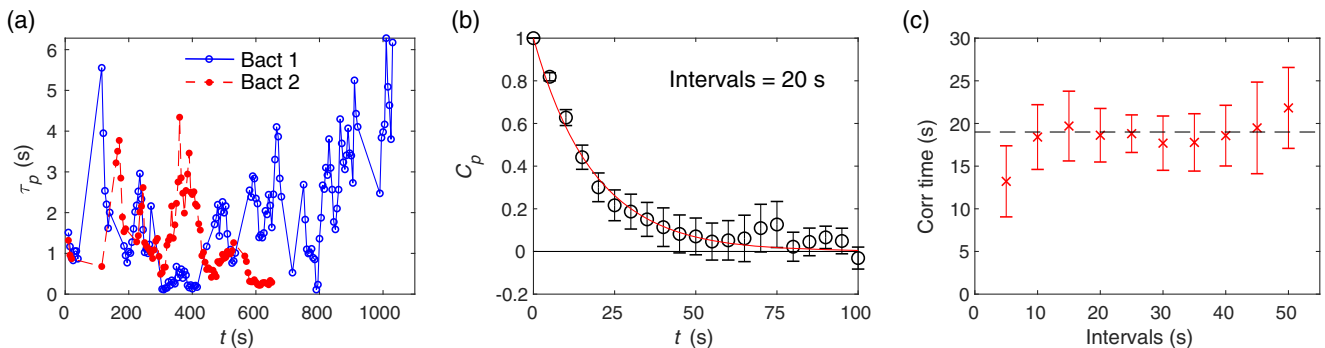 (a)
Bact 1
Bact 2
τp (s)
6
5
4
3
2
1
0
0 200 400 600 800 1000
t (s)
(b)
Intervals = 20 s
Cp
1
0.8
0.6
0.4
0.2
0
-0.2
0 25 50 75 100
t (s)
(c)
Corr time (s)
30
25
20
15
10
5
0
0 10 20 30 40 50
Intervals (s)